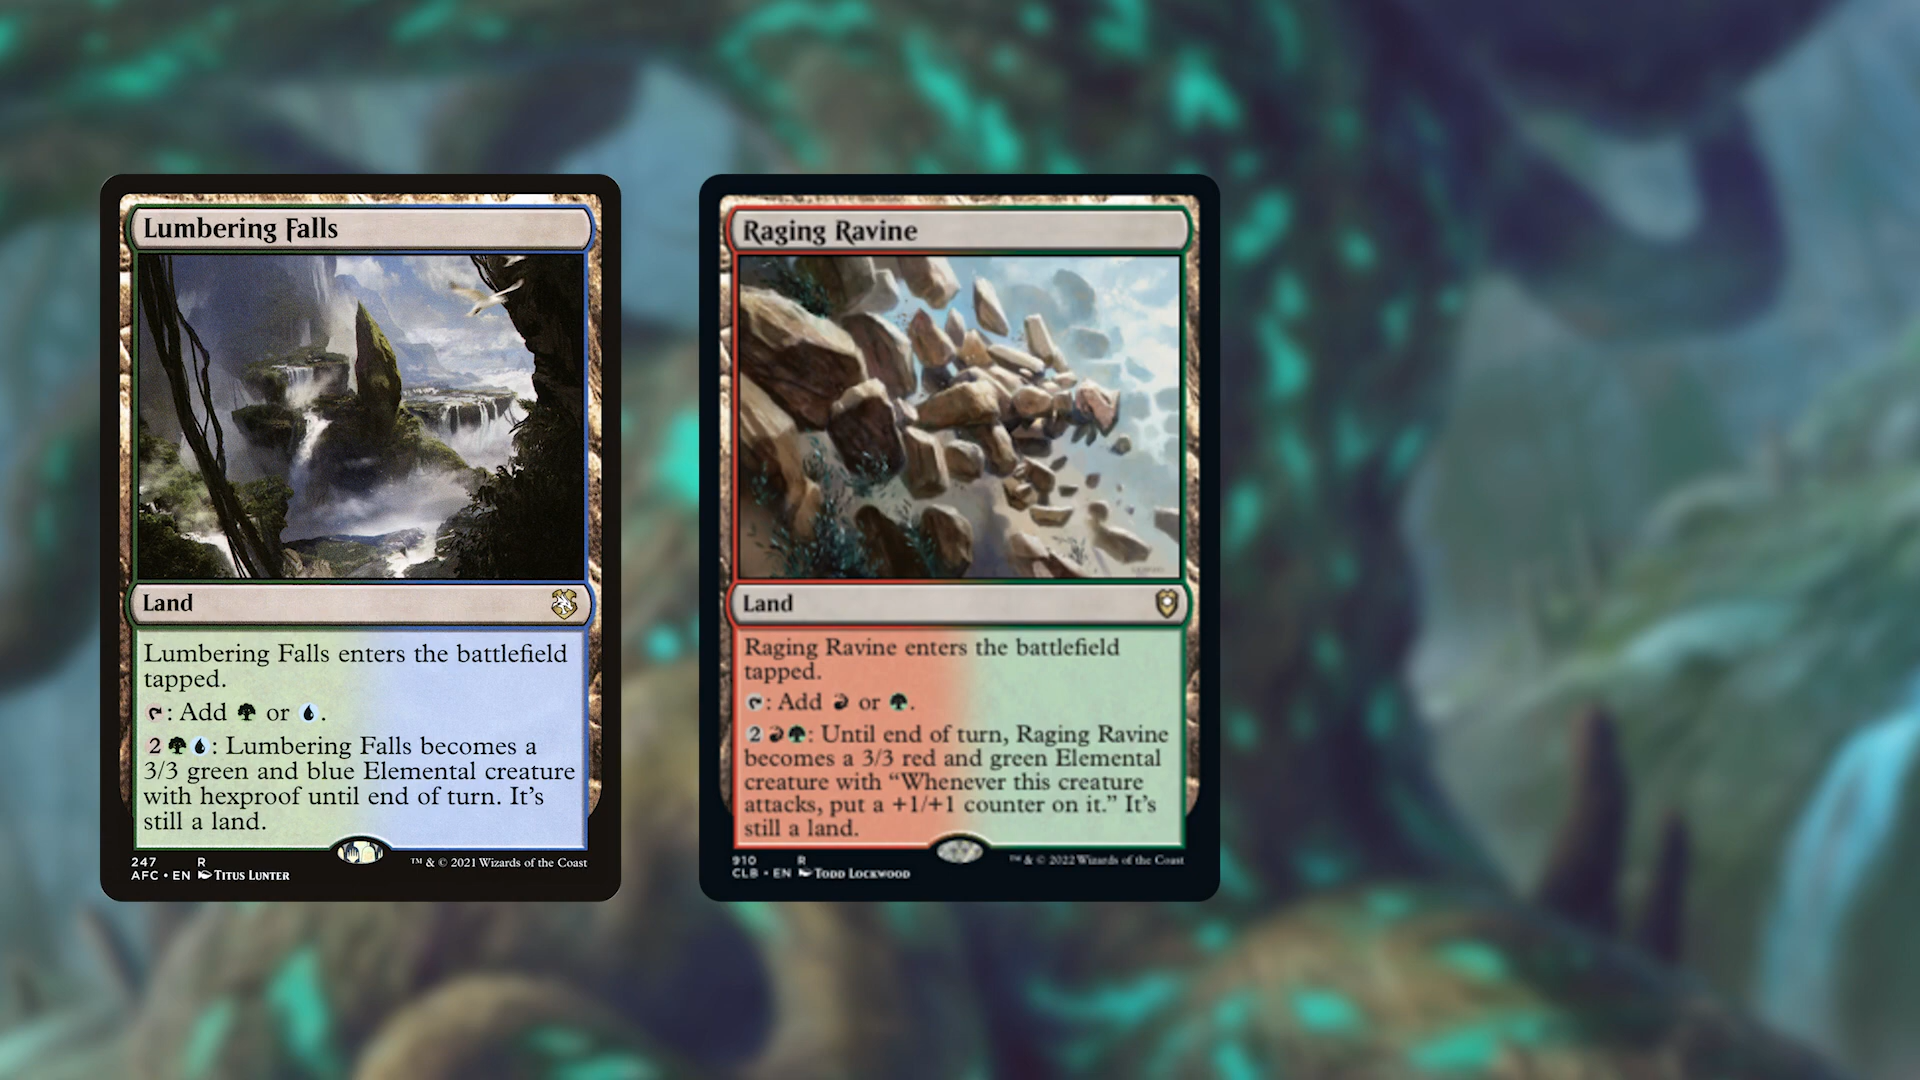 Lumbering Falls
Land
Lumbering Falls enters the battlefield
tapped.
: Add or .
2 : Lumbering Falls becomes a
3/3 green and blue Elemental creature
with hexproof until end of turn. It's
still a land.
247 R
AFC • EN Titus Lunter
™ & © 2021 Wizards of the Coast
Raging Ravine
Land
Raging Ravine enters the battlefield
tapped.
: Add or .
2 : Until end of turn, Raging Ravine
becomes a 3/3 red and green Elemental
creature with “Whenever this creature
attacks, put a +1/+1 counter on it.” It's
still a land.
910 R
CLB • EN Todd Lockwood
™ & © 2022 Wizards of the Coast